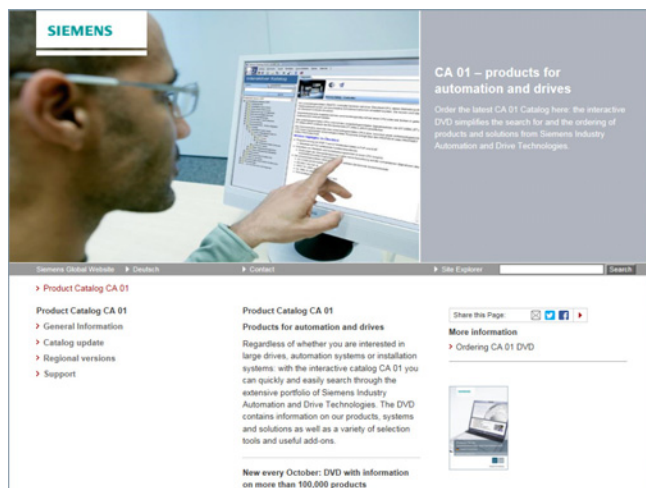 SIEMENS
CA 01 – products for
automation and drives
Order the latest CA 01 Catalog here: the interactive
DVD simplifies the search for and the ordering of
products and solutions from Siemens Industry
Automation and Drive Technologies.
Siemens Global Website Deutsch Contact Site Explorer Search
Product Catalog CA 01
Product Catalog CA 01
General Information
Catalog update
Regional versions
Support
Product Catalog CA 01
Products for automation and drives
Regardless of whether you are interested in
large drives, automation systems or installation
systems: with the interactive catalog CA 01 you
can quickly and easily search through the
extensive portfolio of Siemens Industry
Automation and Drive Technologies. The DVD
contains information on our products, systems
and solutions as well as a variety of selection
tools and useful add-ons.
New every October: DVD with information
on more than 100,000 products
Share this Page:
More information
Ordering CA 01 DVD